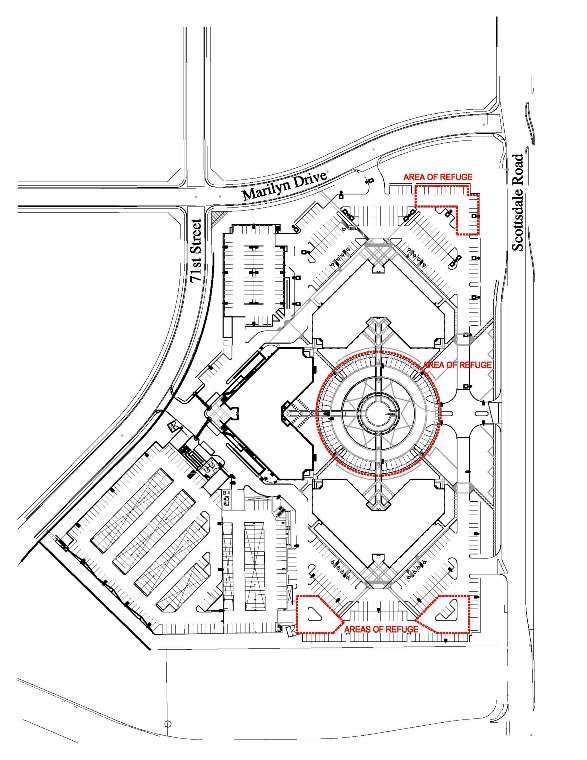 AREA OF REFUGE
Marilyn Drive
Scottsdale Road
71st Street
AREA OF REFUGE
AREAS OF REFUGE